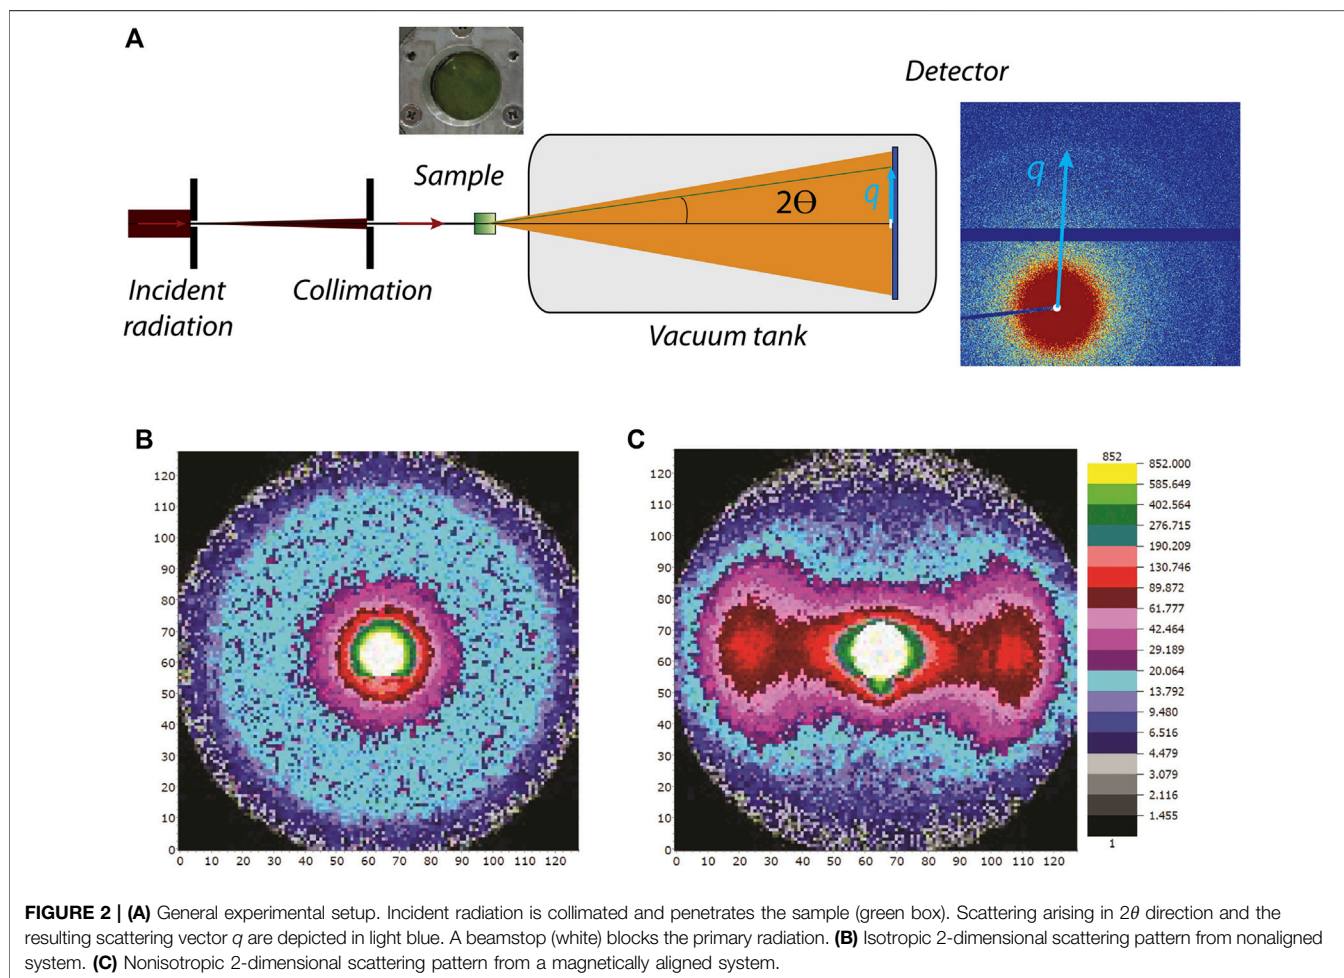 A
Detector
Sample
q
2Θ
q
Incident
radiation
Collimation
Vacuum tank
B
C
852
852.000
585.649
402.564
276.715
190.209
130.746
89.872
61.777
42.464
29.189
20.064
13.792
9.480
6.516
4.479
3.079
2.116
1.455
1
120
110
100
90
80
70
60
50
40
30
20
10
0
0 10 20 30 40 50 60 70 80 90 100 110 120
120
110
100
90
80
70
60
50
40
30
20
10
0
0 10 20 30 40 50 60 70 80 90 100 110 120
FIGURE 2 | (A) General experimental setup. Incident radiation is collimated and penetrates the sample (green box). Scattering arising in 2θ direction and the
resulting scattering vector q are depicted in light blue. A beamstop (white) blocks the primary radiation. (B) Isotropic 2-dimensional scattering pattern from nonaligned
system. (C) Nonisotropic 2-dimensional scattering pattern from a magnetically aligned system.